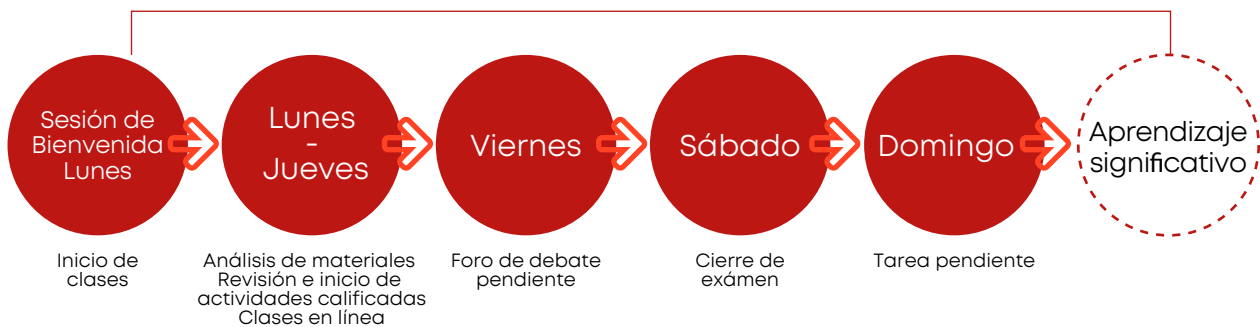 Sesión de
Bienvenida
Lunes
Lunes
-
Jueves
Viernes
Sábado
Domingo
Aprendizaje
significativo
Inicio de
clases
Análisis de materiales
Revisión e inicio de
actividades calificadas
Clases en línea
Foro de debate
pendiente
Cierre de
exámen
Tarea pendiente